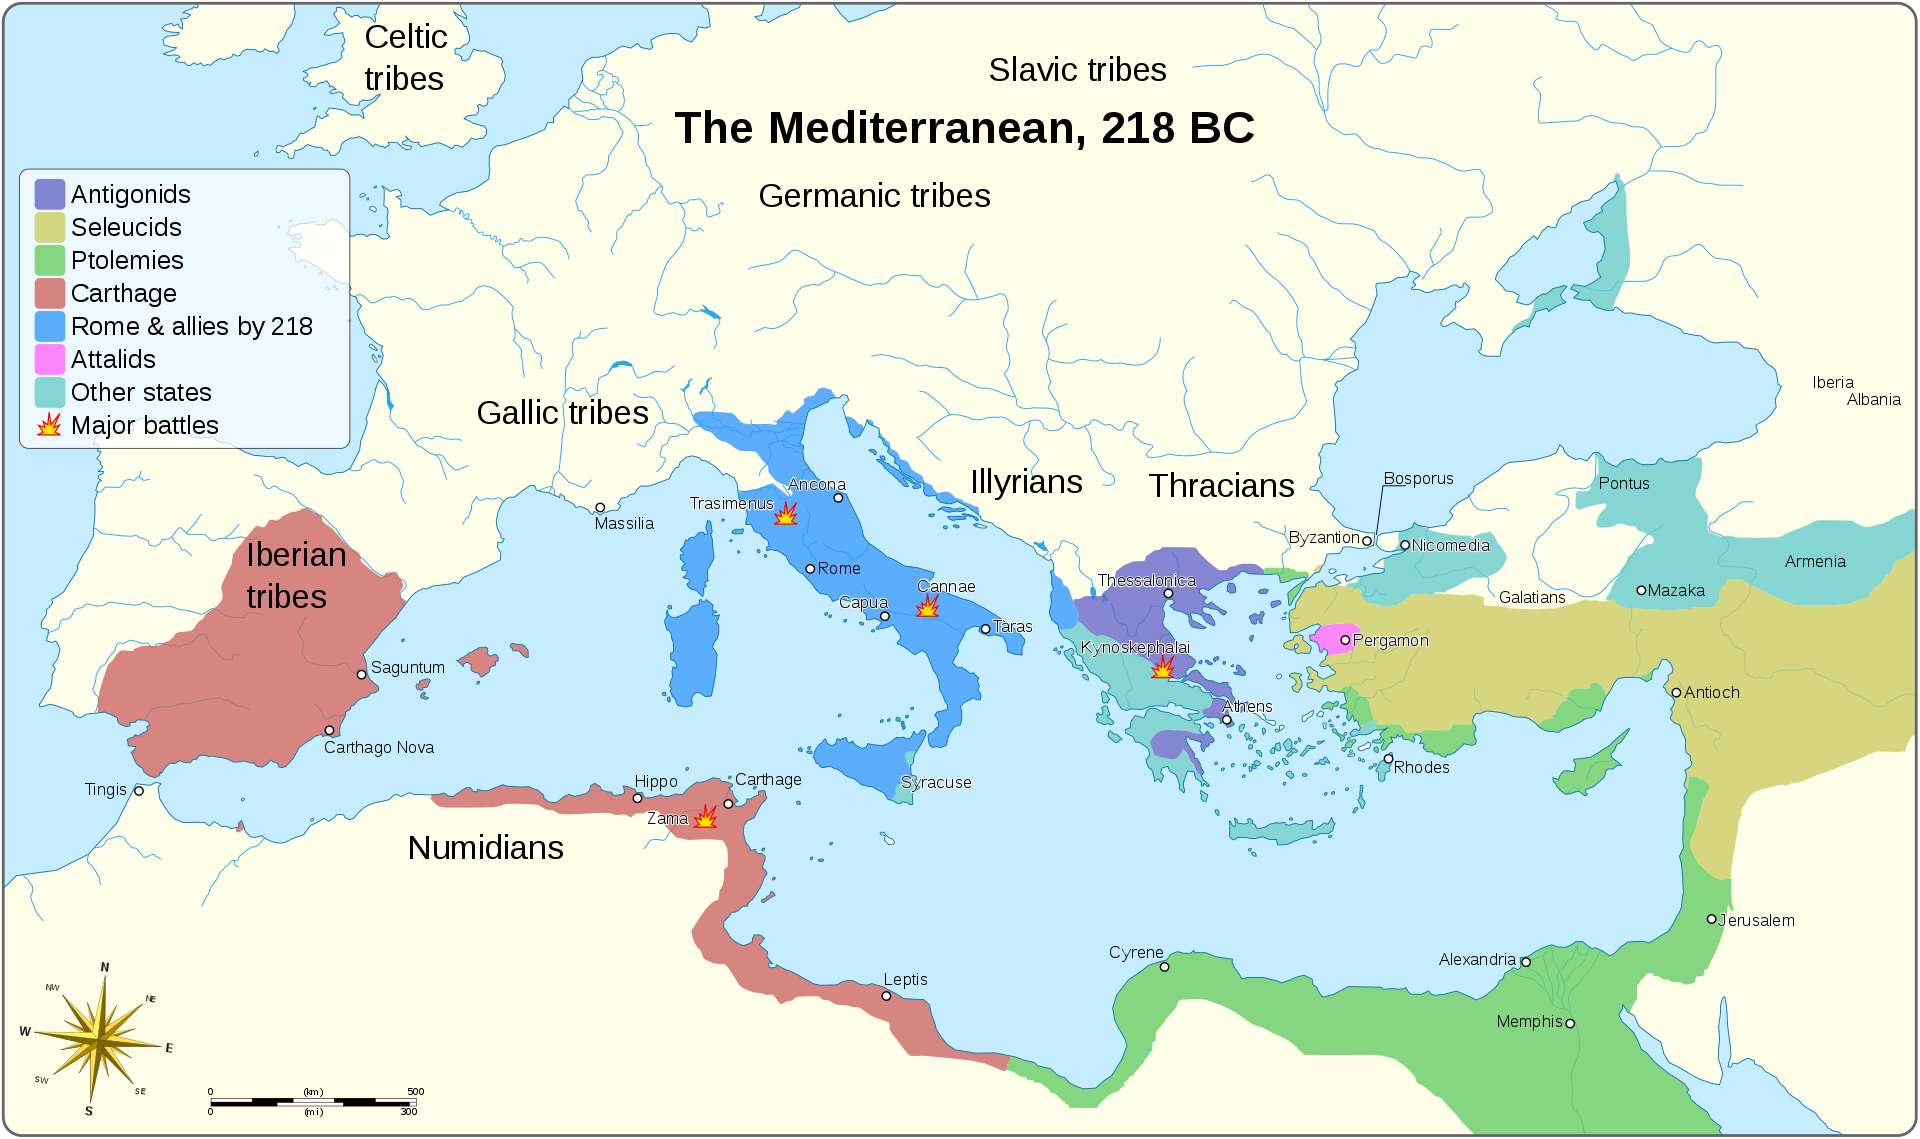 Celtic
tribes
Slavic tribes
The Mediterranean, 218 BC
Germanic tribes
Antigonids
Seleucids
Ptolemies
Carthage
Rome & allies by 218
Attalids
Other states
Major battles
Iberia
Albania
Gallic tribes
Illyrians
Thracians
Bosporus
Pontus
Ancona
Trasimenus
Massilia
Byzantion
Nicomedia
Iberian
tribes
Armenia
Rome
Cannae
Thessalonica
Galatians
Mazaka
Capua
Taras
Kynoskephalai
Pergamon
Saguntum
Antioch
Athens
Carthago Nova
Rhodes
Tingis
Hippo
Carthage
Syracuse
Zama
Numidians
Jerusalem
Cyrene
Alexandria
Leptis
Memphis
N
NW
NE
W
E
SW
SE
S
0 (km) 500
0 (mi) 300